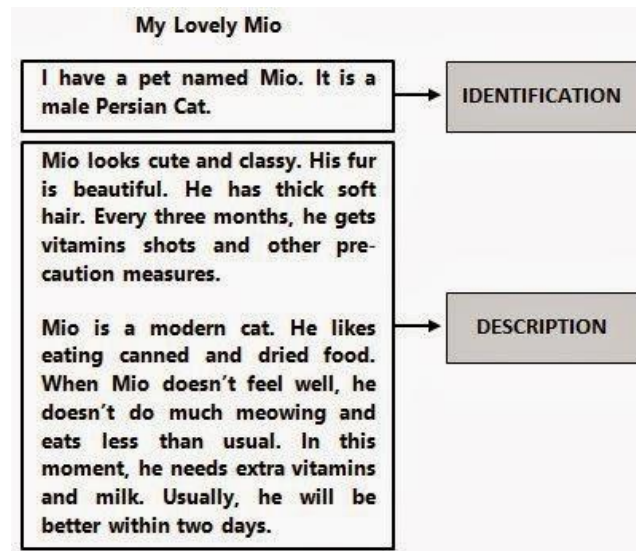 My Lovely Mio
I have a pet named Mio. It is a
male Persian Cat.
IDENTIFICATION
Mio looks cute and classy. His fur
is beautiful. He has thick soft
hair. Every three months, he gets
vitamins shots and other pre-
caution measures.
Mio is a modern cat. He likes
eating canned and dried food.
When Mio doesn’t feel well, he
doesn’t do much meowing and
eats less than usual. In this
moment, he needs extra vitamins
and milk. Usually, he will be
better within two days.
DESCRIPTION